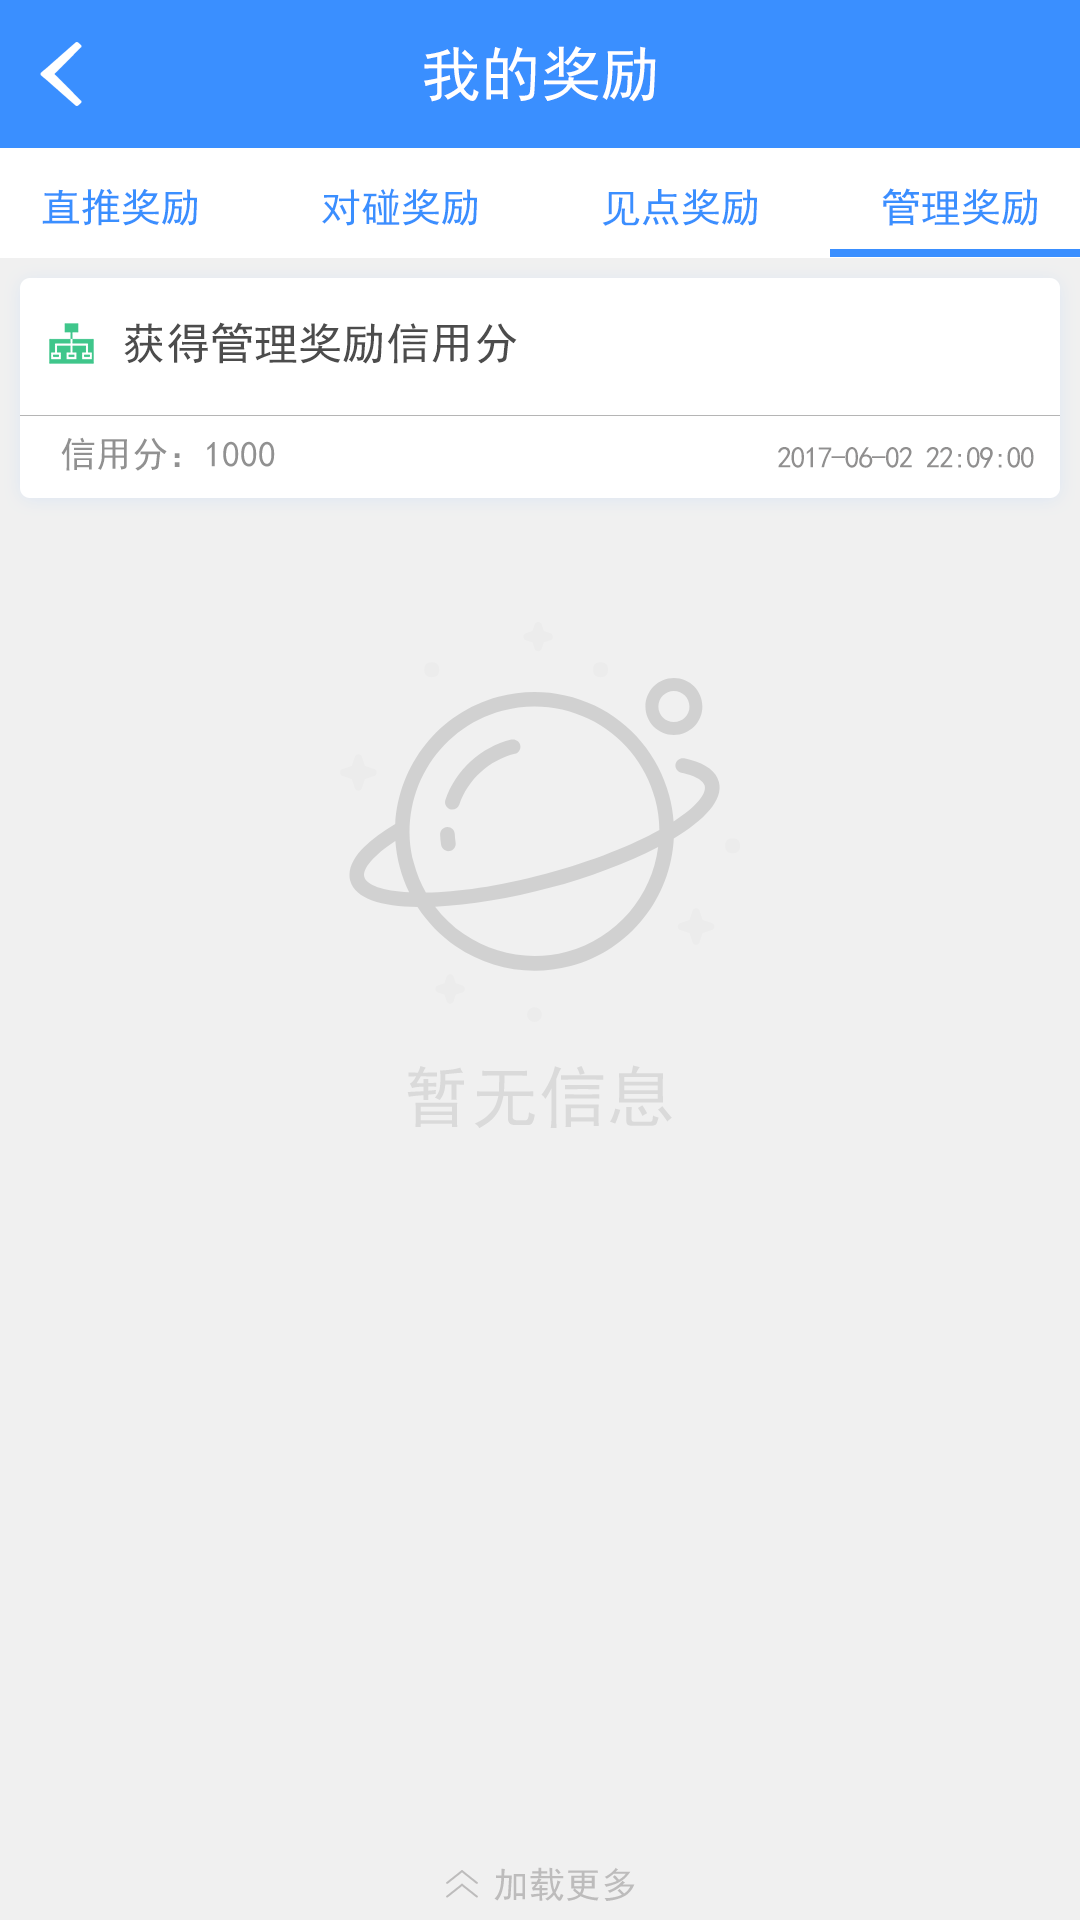 我的奖励
直推奖励 对碰奖励 见点奖励 管理奖励
获得管理奖励信用分
信用分：1000 2017-06-02 22:09:00
暂无信息
加载更多